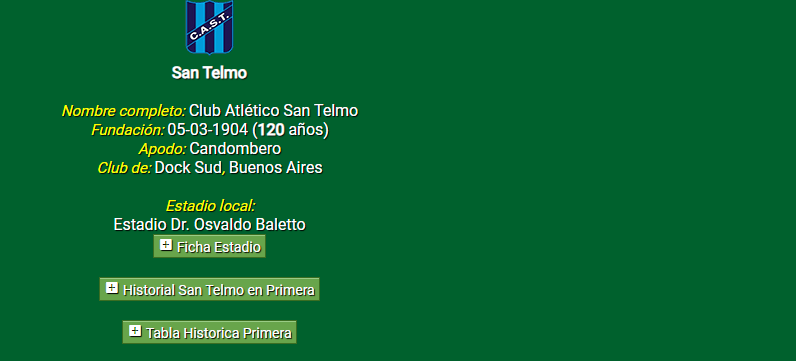 C.A.S.T.
San Telmo
Nombre completo: Club Atlético San Telmo
Fundación: 05-03-1904 (120 años)
Apodo: Candombero
Club de: Dock Sud, Buenos Aires
Estadio local:
Estadio Dr. Osvaldo Baletto
Ficha Estadio
Historial San Telmo en Primera
Tabla Historica Primera